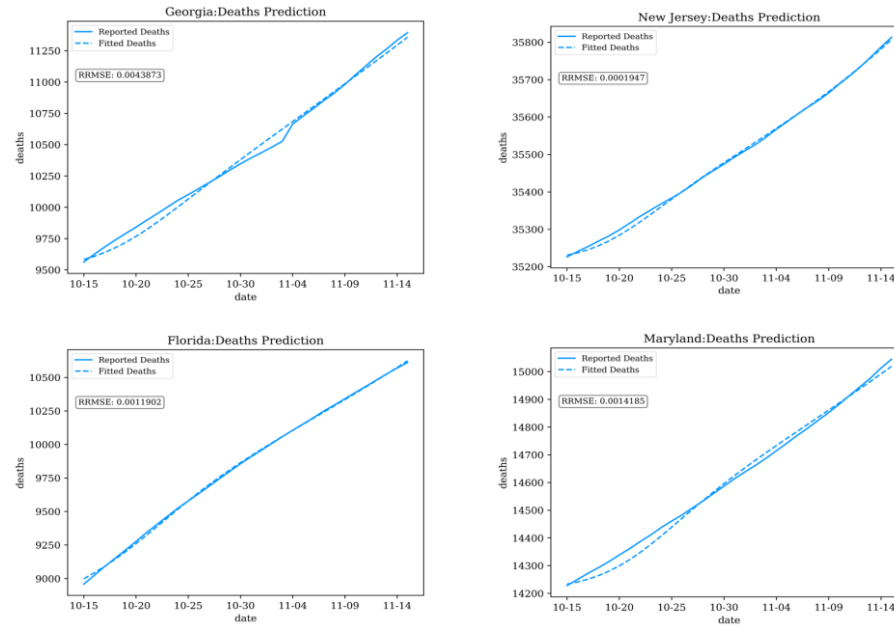 Georgia:Deaths Prediction
Reported Deaths
Fitted Deaths
RRMSE: 0.0043873
11250
11000
10750
10500
10250
10000
9750
9500
deaths
10-15 10-20 10-25 10-30 11-04 11-09 11-14
date
New Jersey:Deaths Prediction
Reported Deaths
Fitted Deaths
RRMSE: 0.0001947
35800
35700
35600
35500
35400
35300
35200
deaths
10-15 10-20 10-25 10-30 11-04 11-09 11-14
date
Florida:Deaths Prediction
Reported Deaths
Fitted Deaths
RRMSE: 0.0011902
10500
10250
10000
9750
9500
9250
9000
deaths
10-15 10-20 10-25 10-30 11-04 11-09 11-14
date
Maryland:Deaths Prediction
Reported Deaths
Fitted Deaths
RRMSE: 0.0014185
15000
14900
14800
14700
14600
14500
14400
14300
14200
deaths
10-15 10-20 10-25 10-30 11-04 11-09 11-14
date